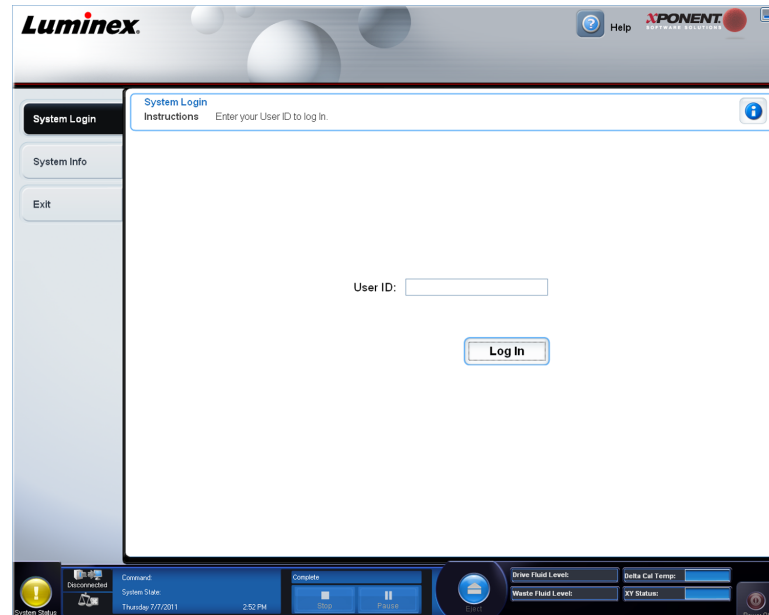 Luminex.
Help
XPONENT.
SOFTWARE SOLUTIONS
System Login
System Info
Exit
System Login
Instructions Enter your User ID to log In.
User ID:
Log In
System Status
Disconnected
Command:
System State:
Thursday 7/7/2011 2:52 PM
Complete
Stop Pause
Eject
Drive Fluid Level:
Waste Fluid Level:
Delta Cal Temp:
XY Status: